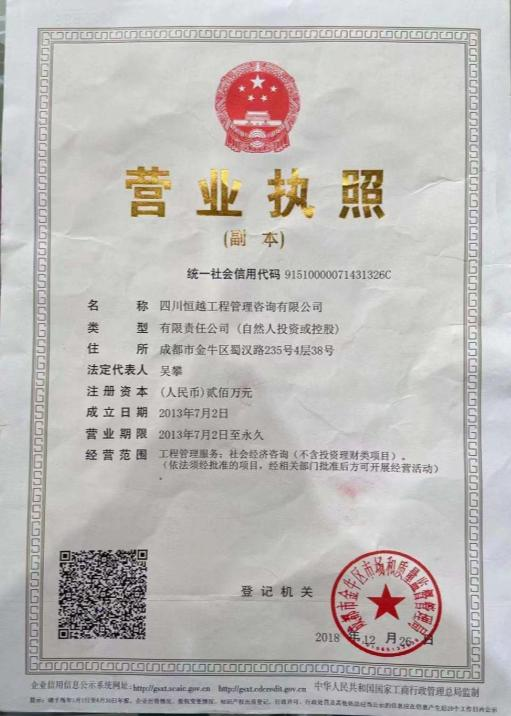 营业执照
(副 本)
统一社会信用代码 91510000071431326C
名 称 四川恒越工程管理咨询有限公司
类 型 有限责任公司(自然人投资或控股)
住 所 成都市金牛区蜀汉路235号4层38号
法定代表人 吴攀
注册资本 (人民币)贰佰万元
成立日期 2013年7月2日
营业期限 2013年7月2日至永久
经营范围 工程管理服务;社会经济咨询(不含投资理财类项目)。
(依法须经批准的项目,经相关部门批准后方可开展经营活动)
。
登记机关
成都市金牛区市场和质量监督管理局
2018 年 12 月 26 日
企业信用信息公示系统网址:http://gsxt.scaic.gov.cn http://gsxt.cdcredit.gov.cn 中华人民共和国国家工商行政管理总局监制